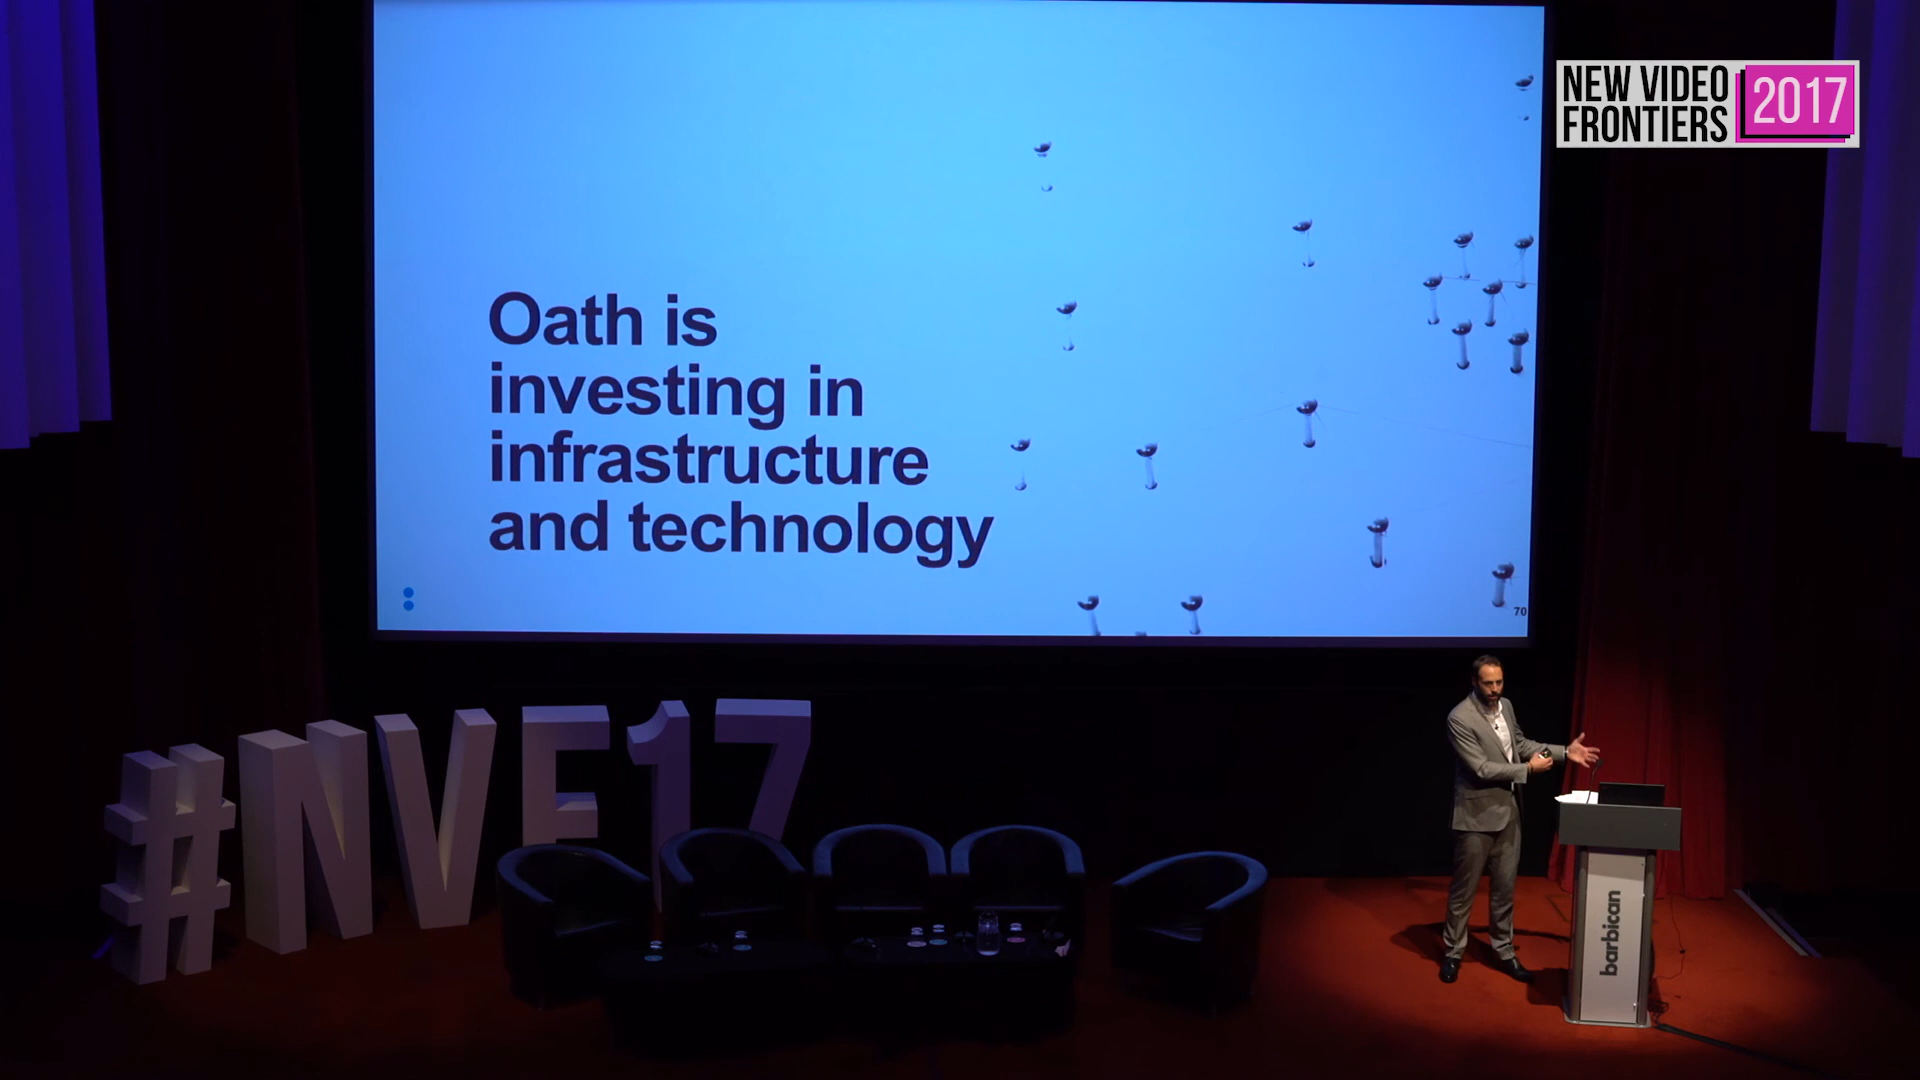 NEW VIDEO
FRONTIERS
2017
Oath is
investing in
infrastructure
and technology
70
#NVF17
barbican